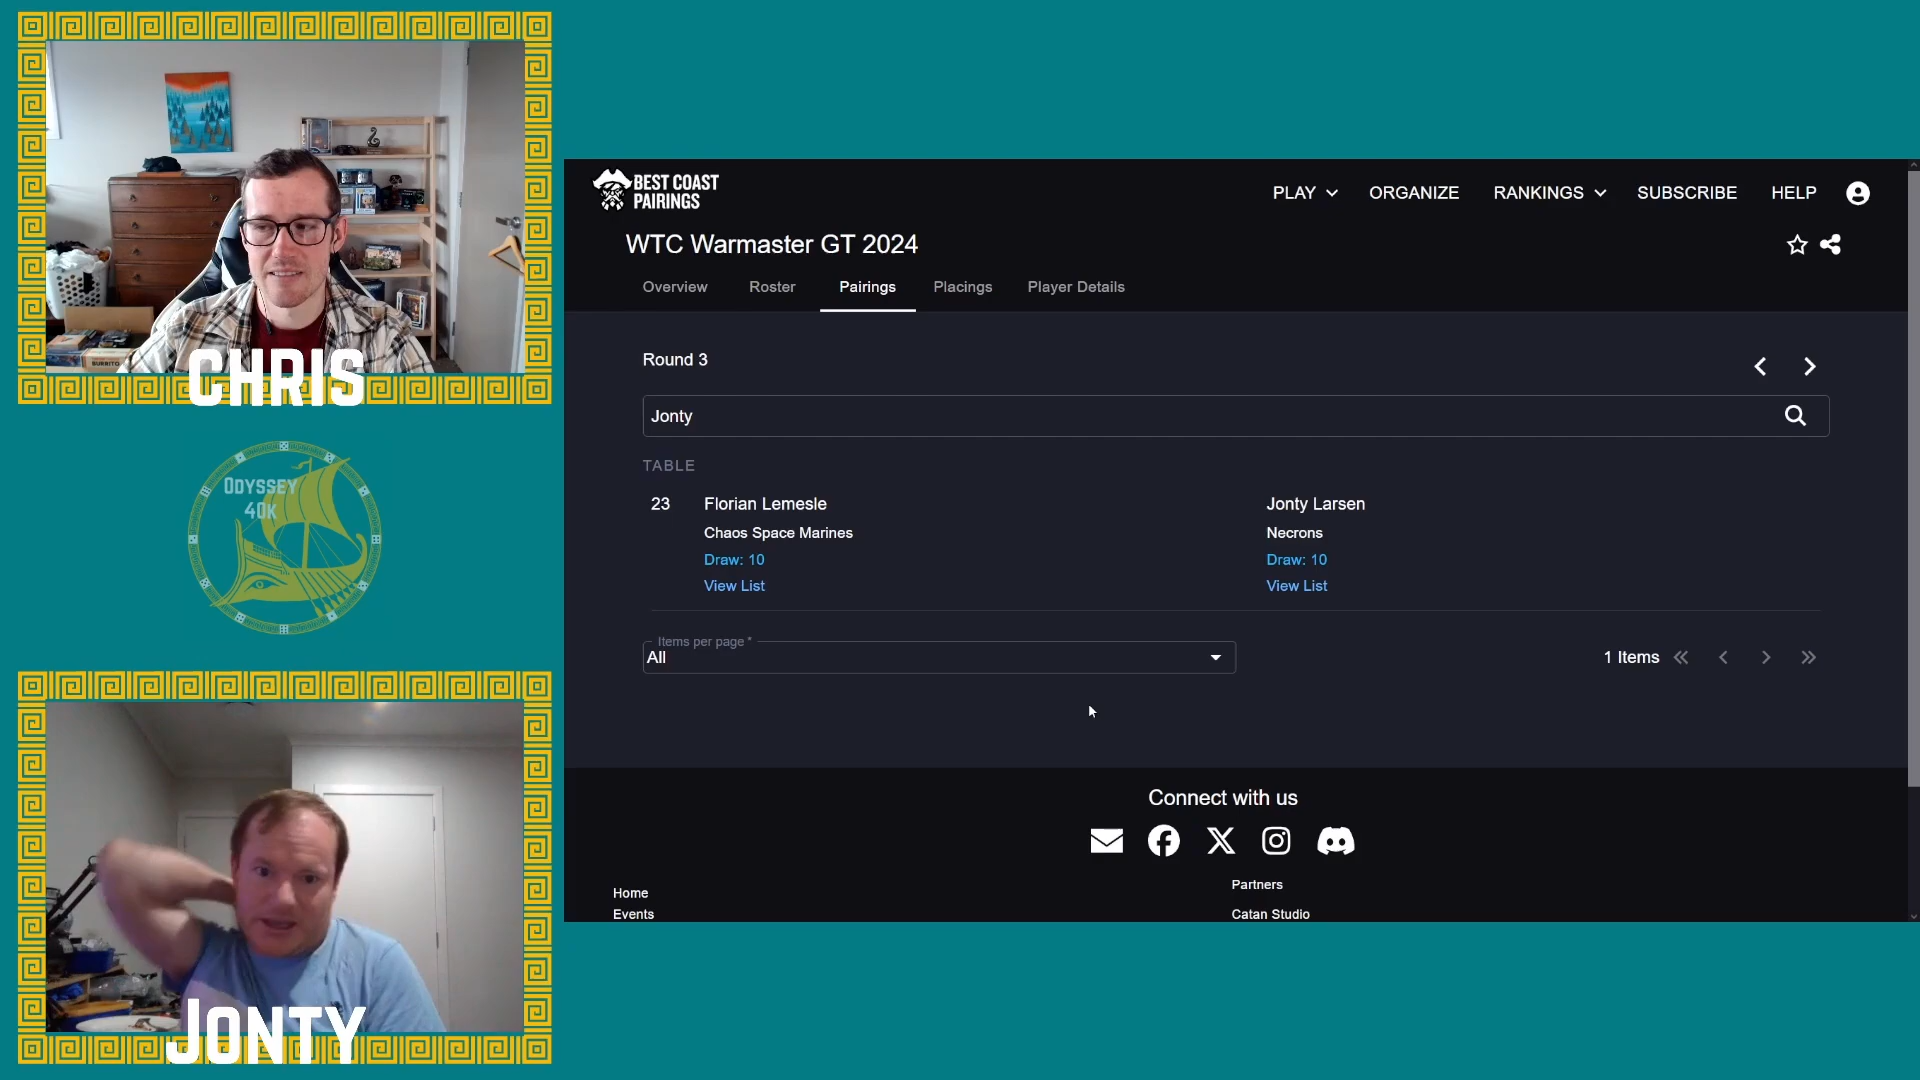 CHRIS
ODYSSEY
40K
JONTY
BURRITO
BEST COAST
PAIRINGS
PLAY
ORGANIZE
RANKINGS
SUBSCRIBE
HELP
WTC Warmaster GT 2024
Overview
Roster
Pairings
Placings
Player Details
Round 3
Jonty
TABLE
23
Florian Lemesle
Jonty Larsen
Chaos Space Marines
Necrons
Draw: 10
Draw: 10
View List
View List
Items per page *
All
1 Items
Connect with us
Home
Partners
Events
Catan Studio